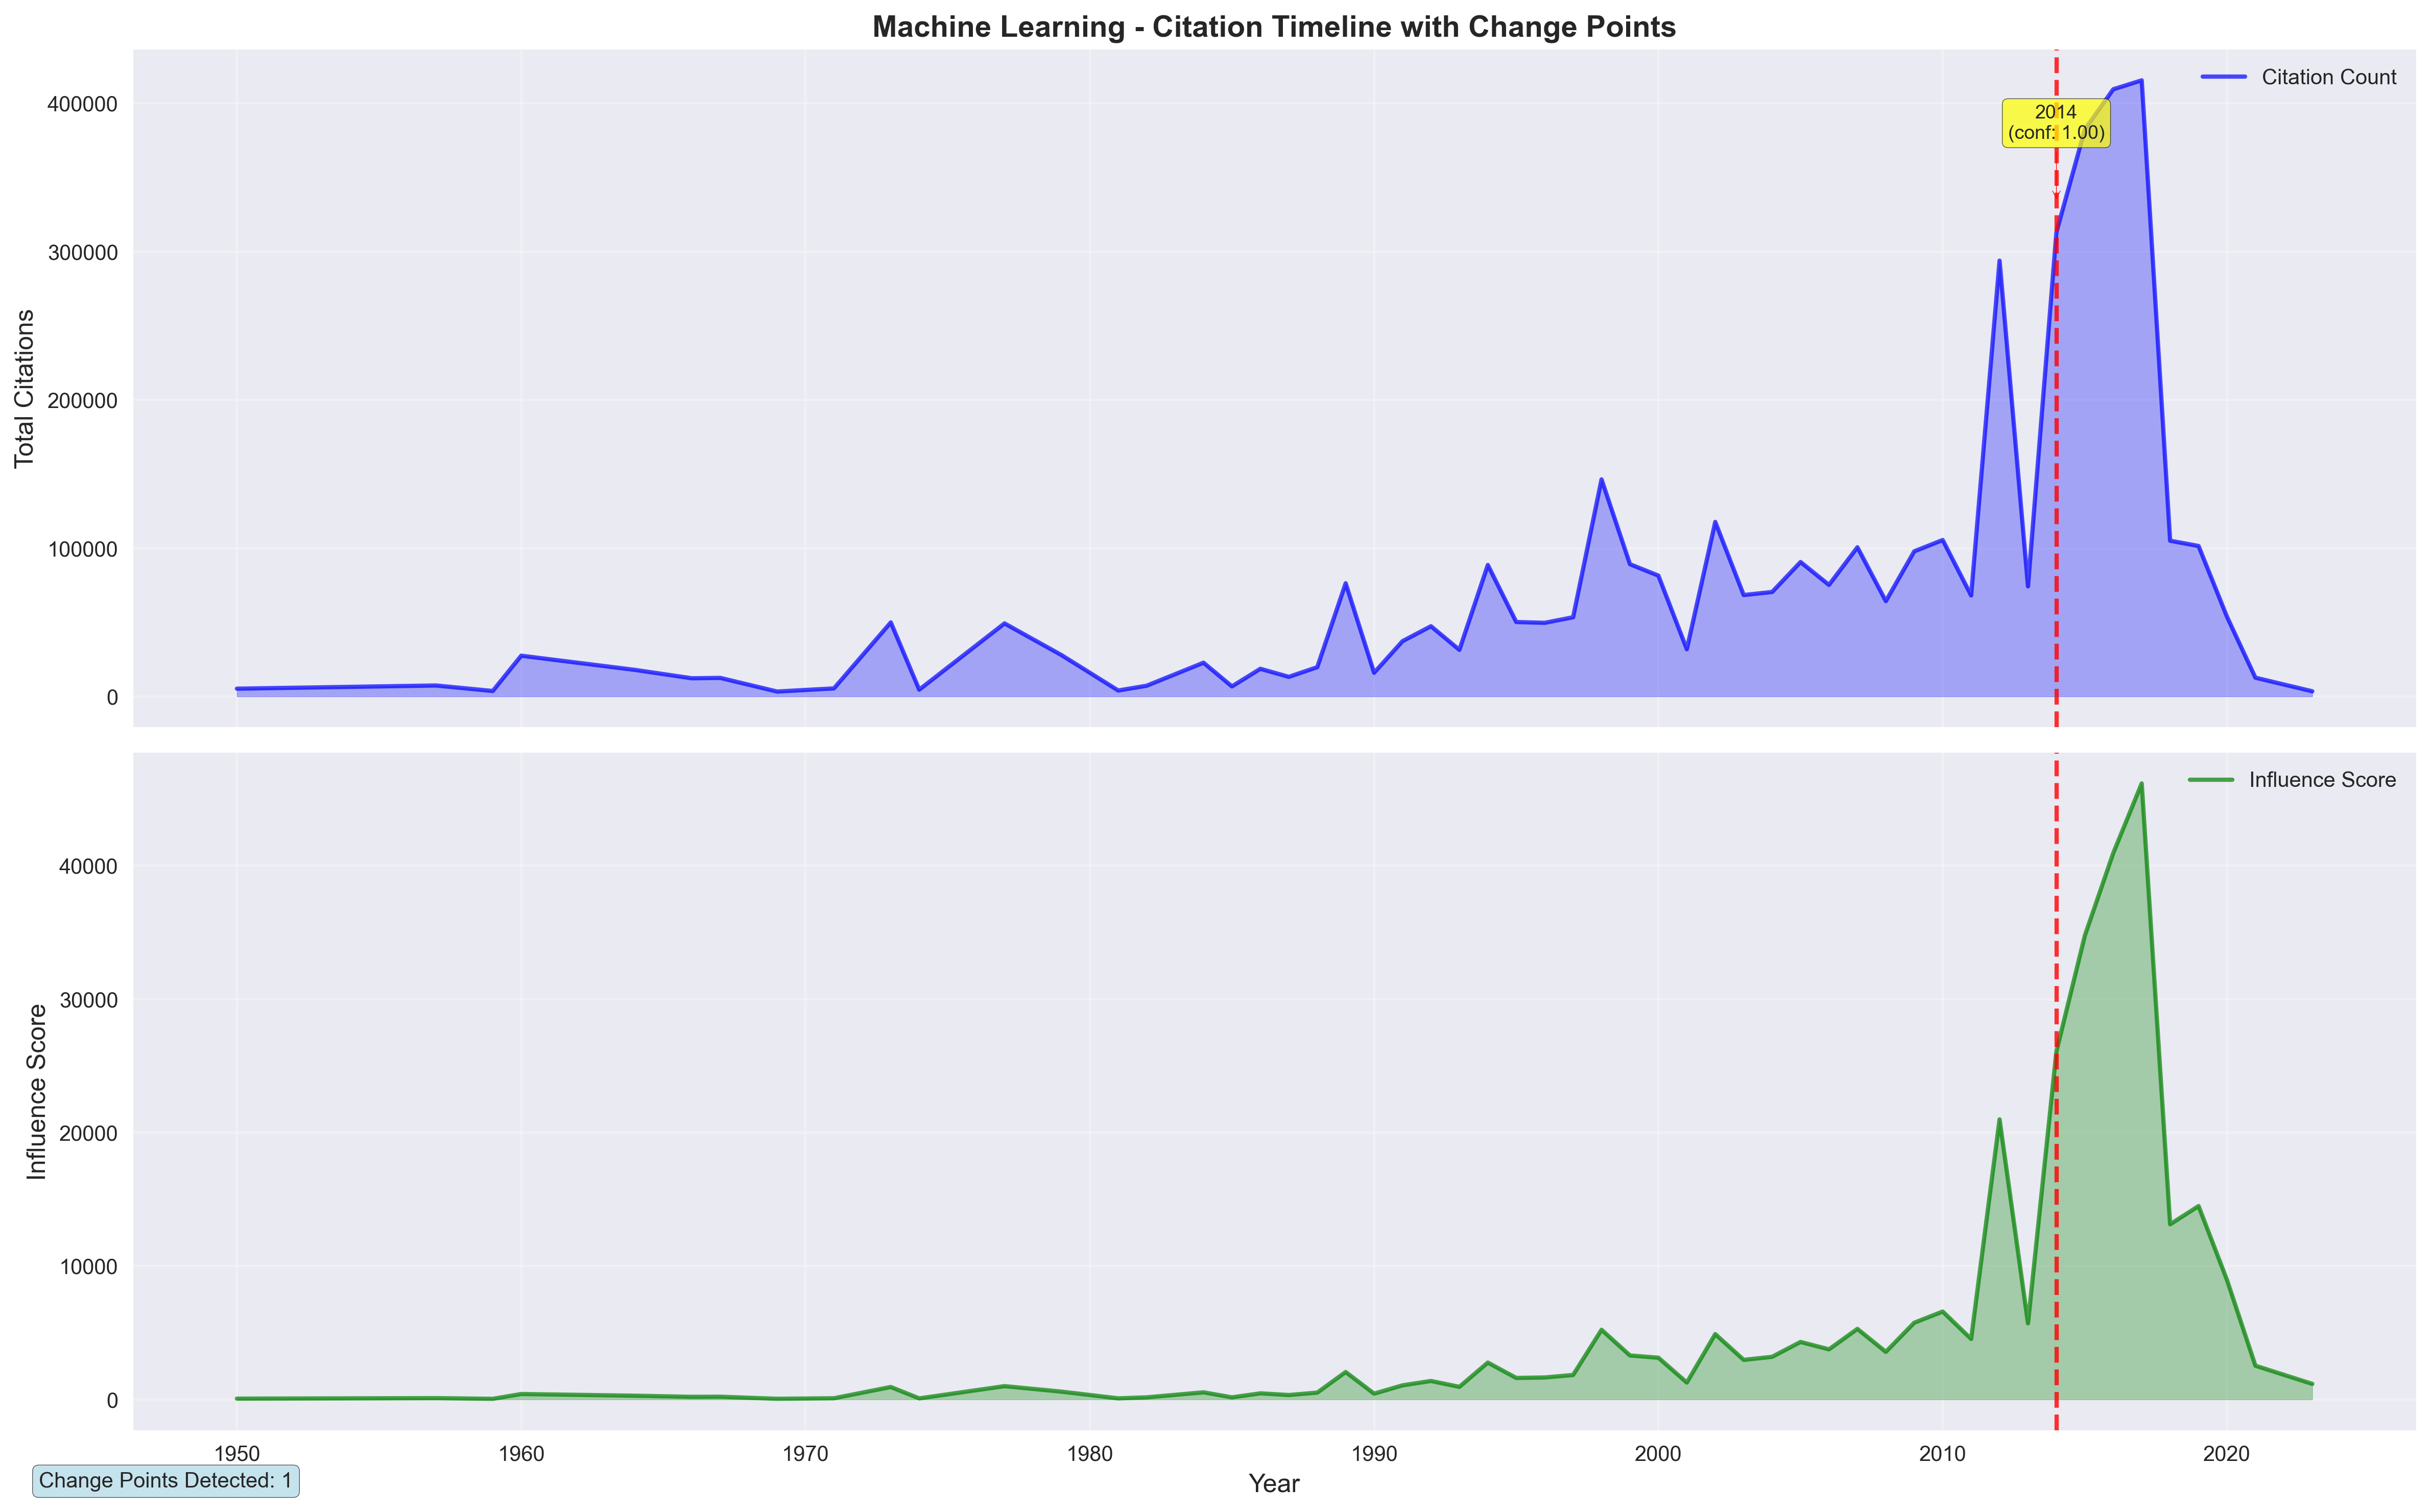 Machine Learning - Citation Timeline with Change Points
Citation Count
2014
(conf: 1.00)
Total Citations
400000
300000
200000
100000
0
Influence Score
Influence Score
40000
30000
20000
10000
0
1950 1960 1970 1980 1990 2000 2010 2020
Year
Change Points Detected: 1